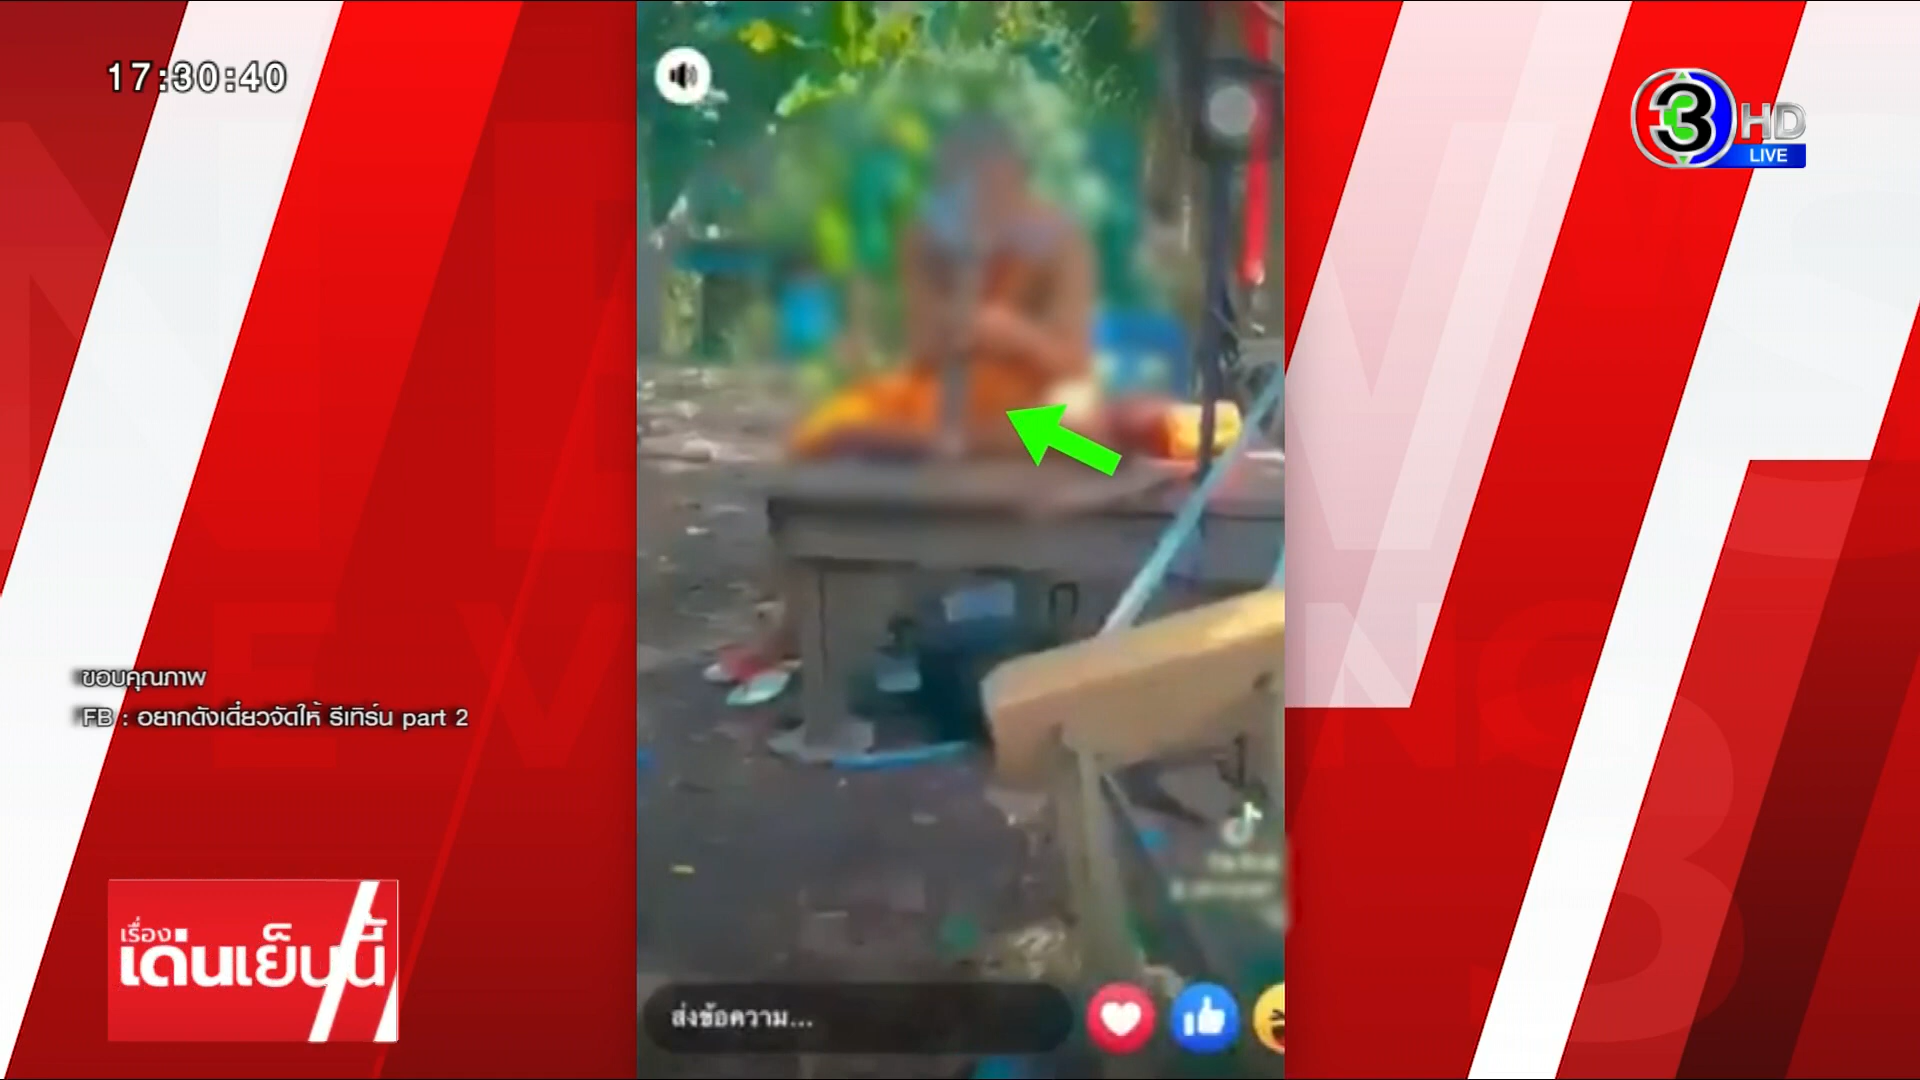 17:30:40
3 HD
LIVE
ขอบคุณภาพ
FB : อยากดังเดี๋ยวจัดให้ รีเทิร์น part 2
เรื่อง
เด่นเย็นนี้
ส่งข้อความ...